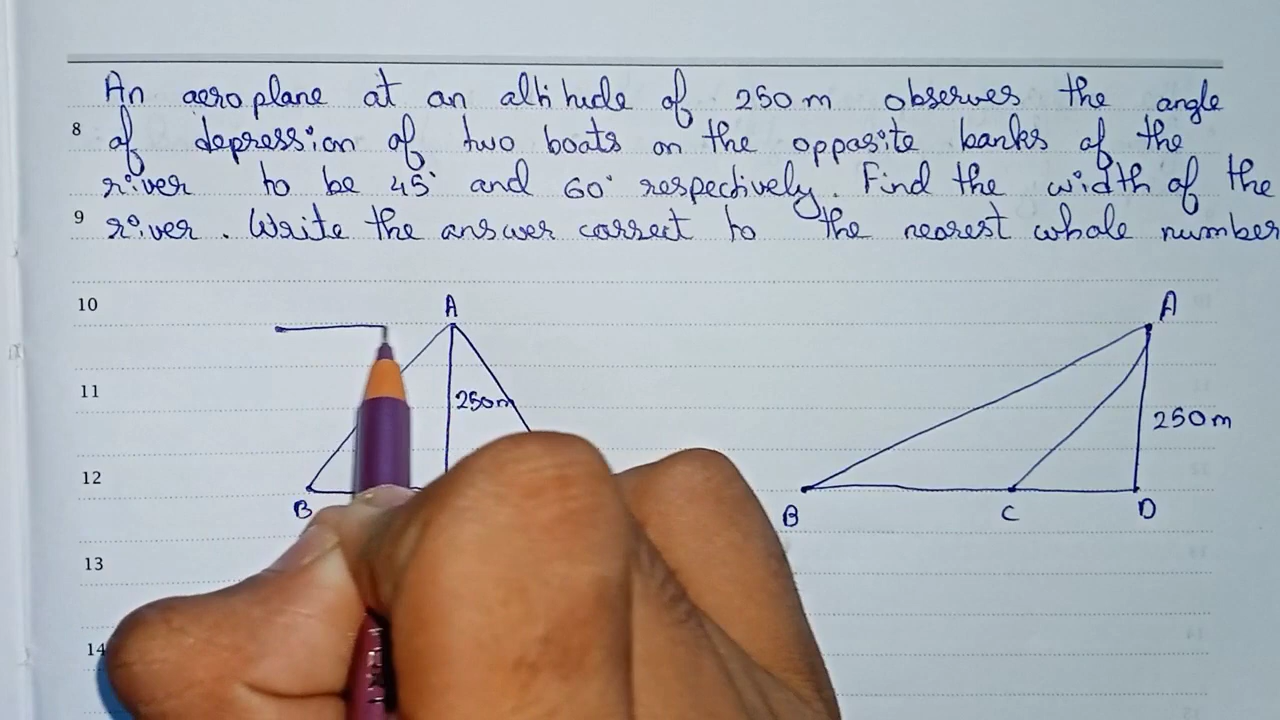 An aeroplane at an altitude of 250 m observes the angle
8 of depression of two boats on the opposite banks of the
river to be 45° and 60° respectively. Find the width of the
9 river. Write the answer correct to the nearest whole number
10 A A
11 250m 250 m
12
B B C D
13
14